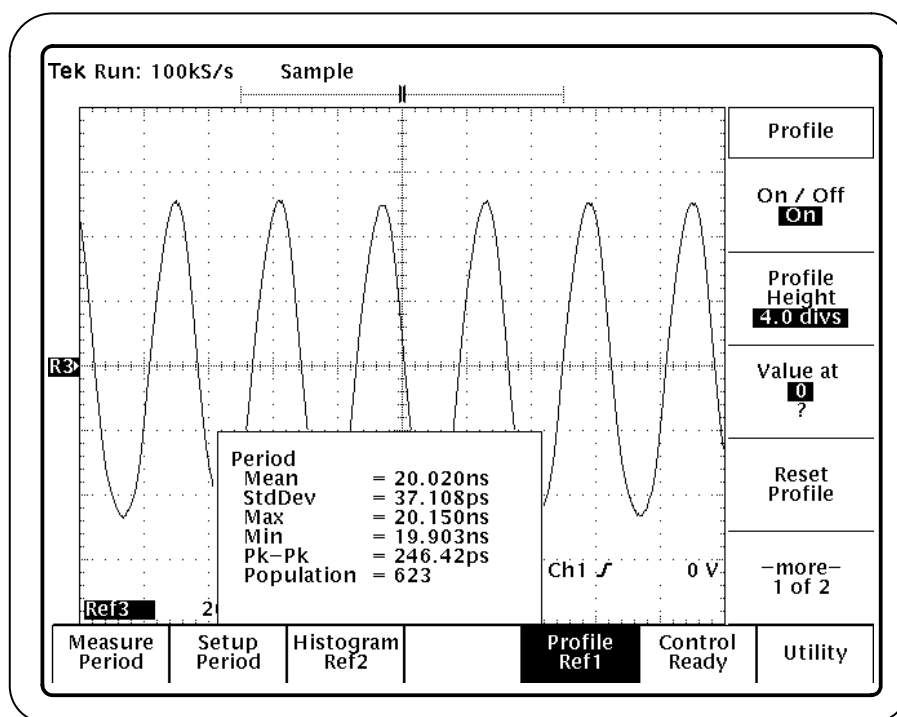 Tek Run: 100kS/s Sample
Profile
On / Off
On
Profile
Height
4.0 divs
R3
Value at
0
?
Period
Mean = 20.020ns
StdDev = 37.108ps
Max = 20.150ns
Min = 19.903ns
Pk-Pk = 246.42ps
Population = 623
Reset
Profile
Ch1 0 V
-more-
1 of 2
Ref3
Measure
Period
Setup
Period
Histogram
Ref2
Profile
Ref1
Control
Ready
Utility